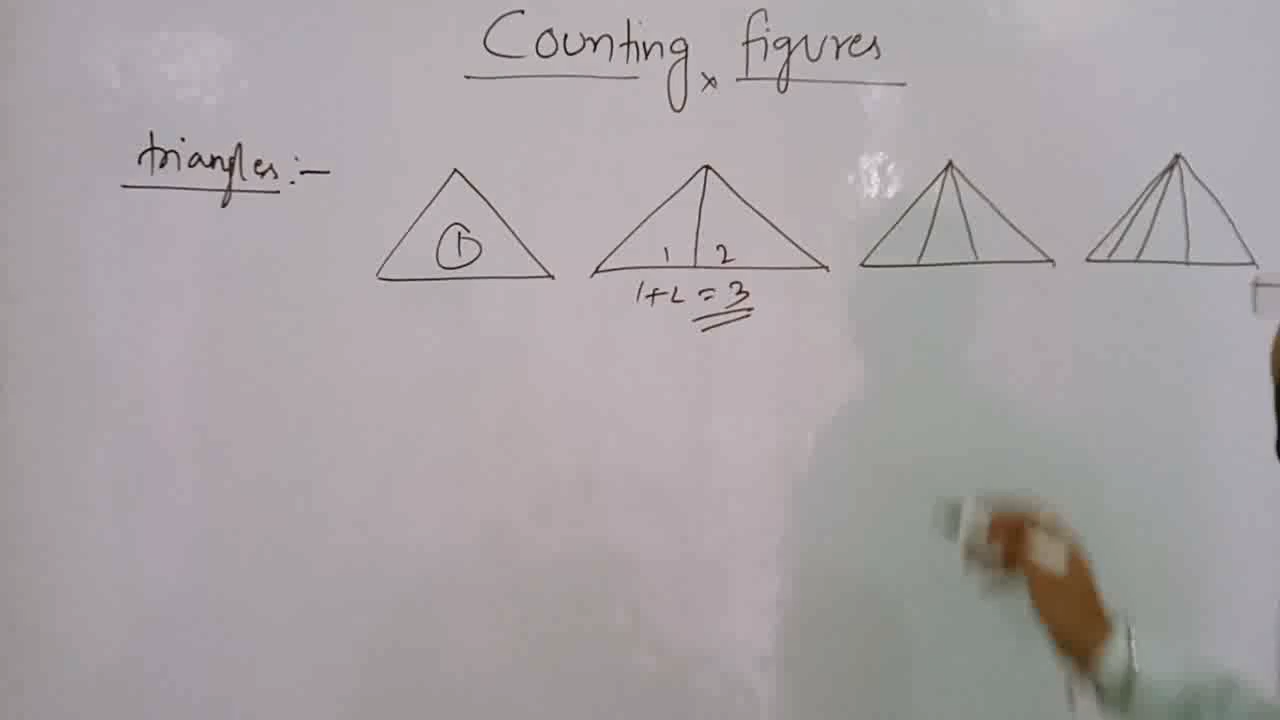 Counting figures
triangles:-
1
1 2
1+2 = 3